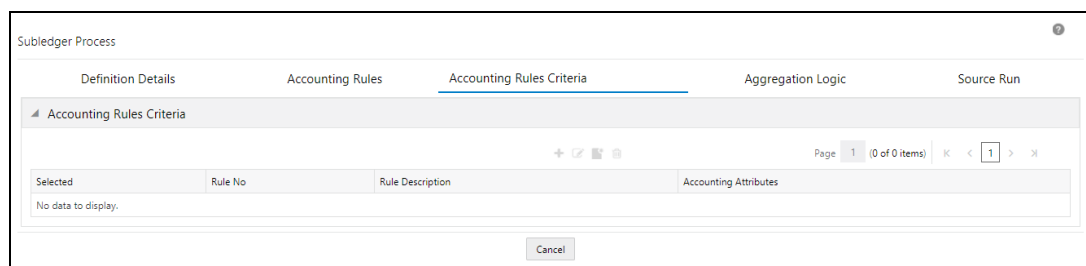 Subledger Process
Definition Details Accounting Rules Accounting Rules Criteria Aggregation Logic Source Run
Accounting Rules Criteria
Page 1 (0 of 0 items) 1
Selected Rule No Rule Description Accounting Attributes
No data to display.
Cancel